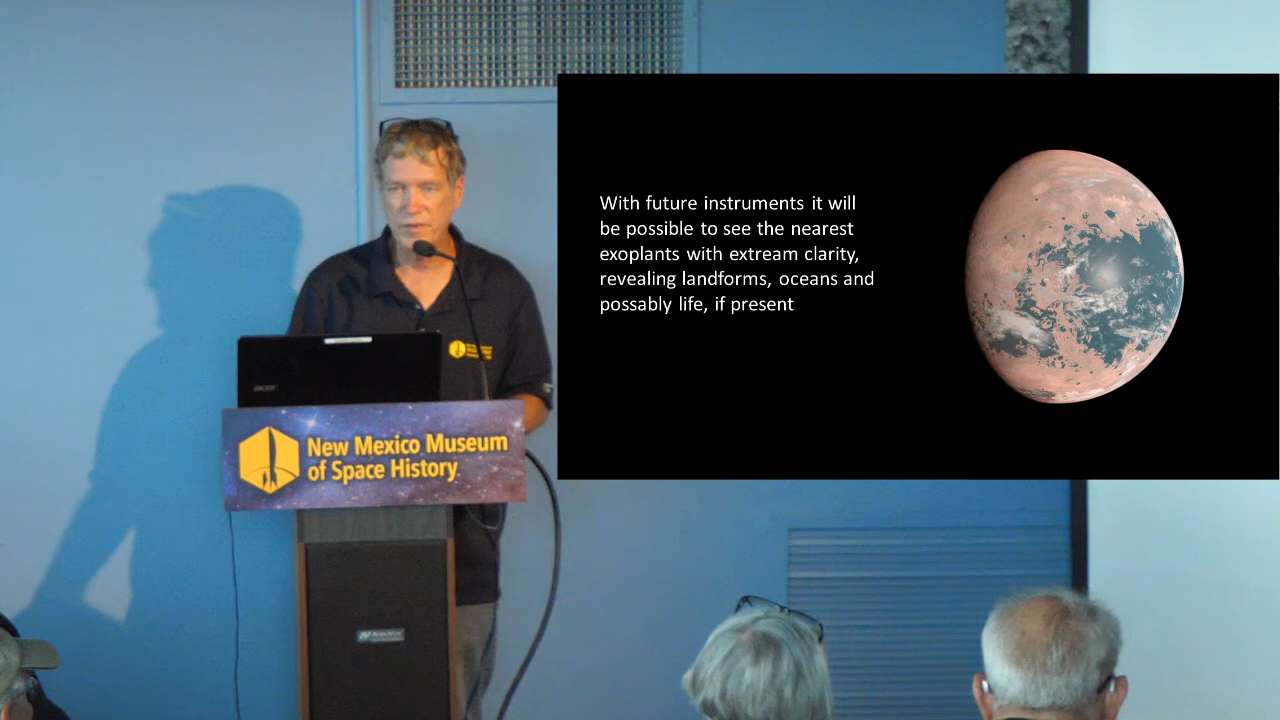 With future instruments it will
be possible to see the nearest
exoplants with extream clarity,
revealing landforms, oceans and
possably life, if present
acer
New Mexico Museum
of Space History